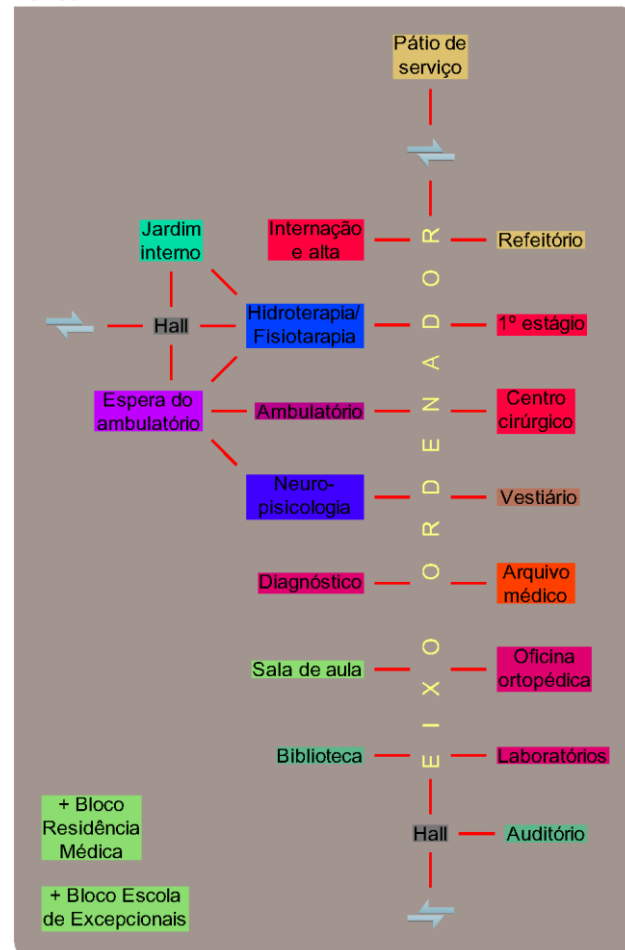 Pátio de
serviço
Jardim
interno
Internação
e alta
Refeitório
Hall
Hidroterapia/
Fisiotarapia
1º estágio
Espera do
ambulatório
Ambulatório
Centro
cirúrgico
Neuro-
pisicologia
Vestiário
Diagnóstico
Arquivo
médico
EIXO ORDENADOR
Sala de aula
Oficina
ortopédica
Biblioteca
Laboratórios
+ Bloco
Residência
Médica
Hall
Auditório
+ Bloco Escola
de Excepcionais